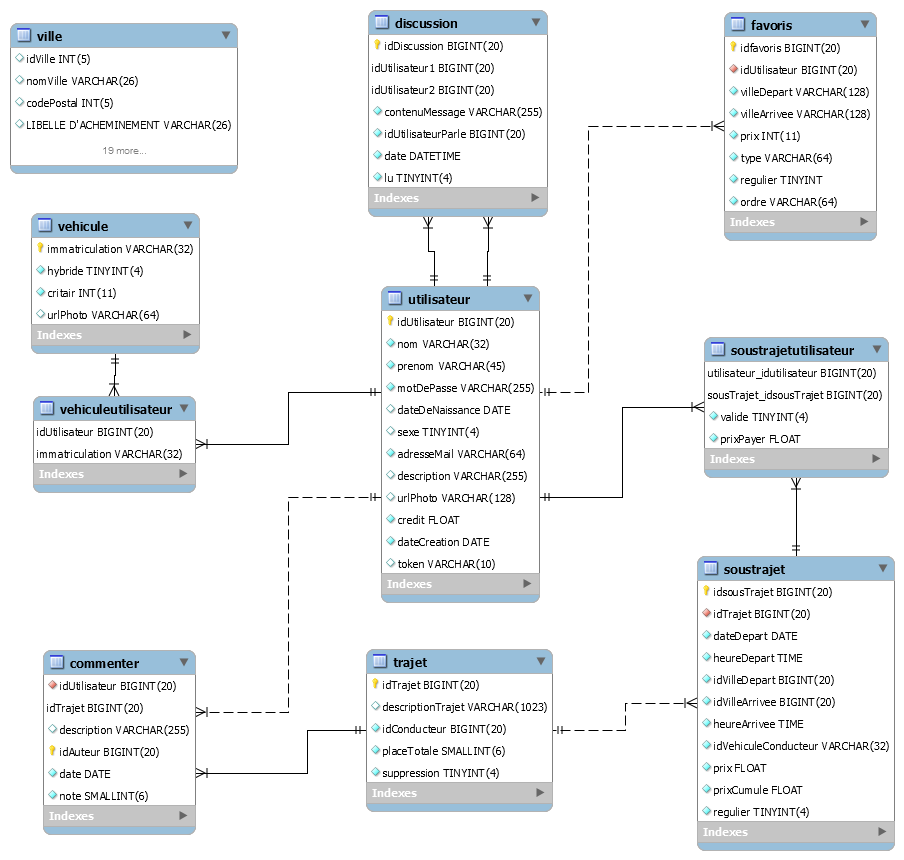 ville
idVille INT(5)
nomVille VARCHAR(26)
codePostal INT(5)
LIBELLE D'ACHEMINEMENT VARCHAR(26)
19 more...
discussion
idDiscussion BIGINT(20)
idUtilisateur1 BIGINT(20)
idUtilisateur2 BIGINT(20)
contenuMessage VARCHAR(255)
idUtilisateurParle BIGINT(20)
date DATETIME
lu TINYINT(4)
Indexes
favoris
idfavoris BIGINT(20)
idUtilisateur BIGINT(20)
villeDepart VARCHAR(128)
villeArrivee VARCHAR(128)
prix INT(11)
type VARCHAR(64)
regulier TINYINT
ordre VARCHAR(64)
Indexes
vehicule
immatriculation VARCHAR(32)
hybride TINYINT(4)
critair INT(11)
urlPhoto VARCHAR(64)
Indexes
utilisateur
idUtilisateur BIGINT(20)
nom VARCHAR(32)
prenom VARCHAR(45)
motDePasse VARCHAR(255)
dateDeNaissance DATE
sexe TINYINT(4)
adresseMail VARCHAR(64)
description VARCHAR(255)
urlPhoto VARCHAR(128)
credit FLOAT
dateCreation DATE
token VARCHAR(10)
Indexes
soustrajetutilisateur
utilisateur_idutilisateur BIGINT(20)
sousTrajet_idsousTrajet BIGINT(20)
valide TINYINT(4)
prixPayer FLOAT
Indexes
vehiculeutilisateur
idUtilisateur BIGINT(20)
immatriculation VARCHAR(32)
Indexes
soustrajet
idsousTrajet BIGINT(20)
idTrajet BIGINT(20)
dateDepart DATE
heureDepart TIME
idVilleDepart BIGINT(20)
idVilleArrivee BIGINT(20)
heureArrivee TIME
idVehiculeConducteur VARCHAR(32)
prix FLOAT
prixCumule FLOAT
regulier TINYINT(4)
Indexes
commenter
idUtilisateur BIGINT(20)
idTrajet BIGINT(20)
description VARCHAR(255)
idAuteur BIGINT(20)
date DATE
note SMALLINT(6)
Indexes
trajet
idTrajet BIGINT(20)
descriptionTrajet VARCHAR(1023)
idConducteur BIGINT(20)
placeTotale SMALLINT(6)
suppression TINYINT(4)
Indexes